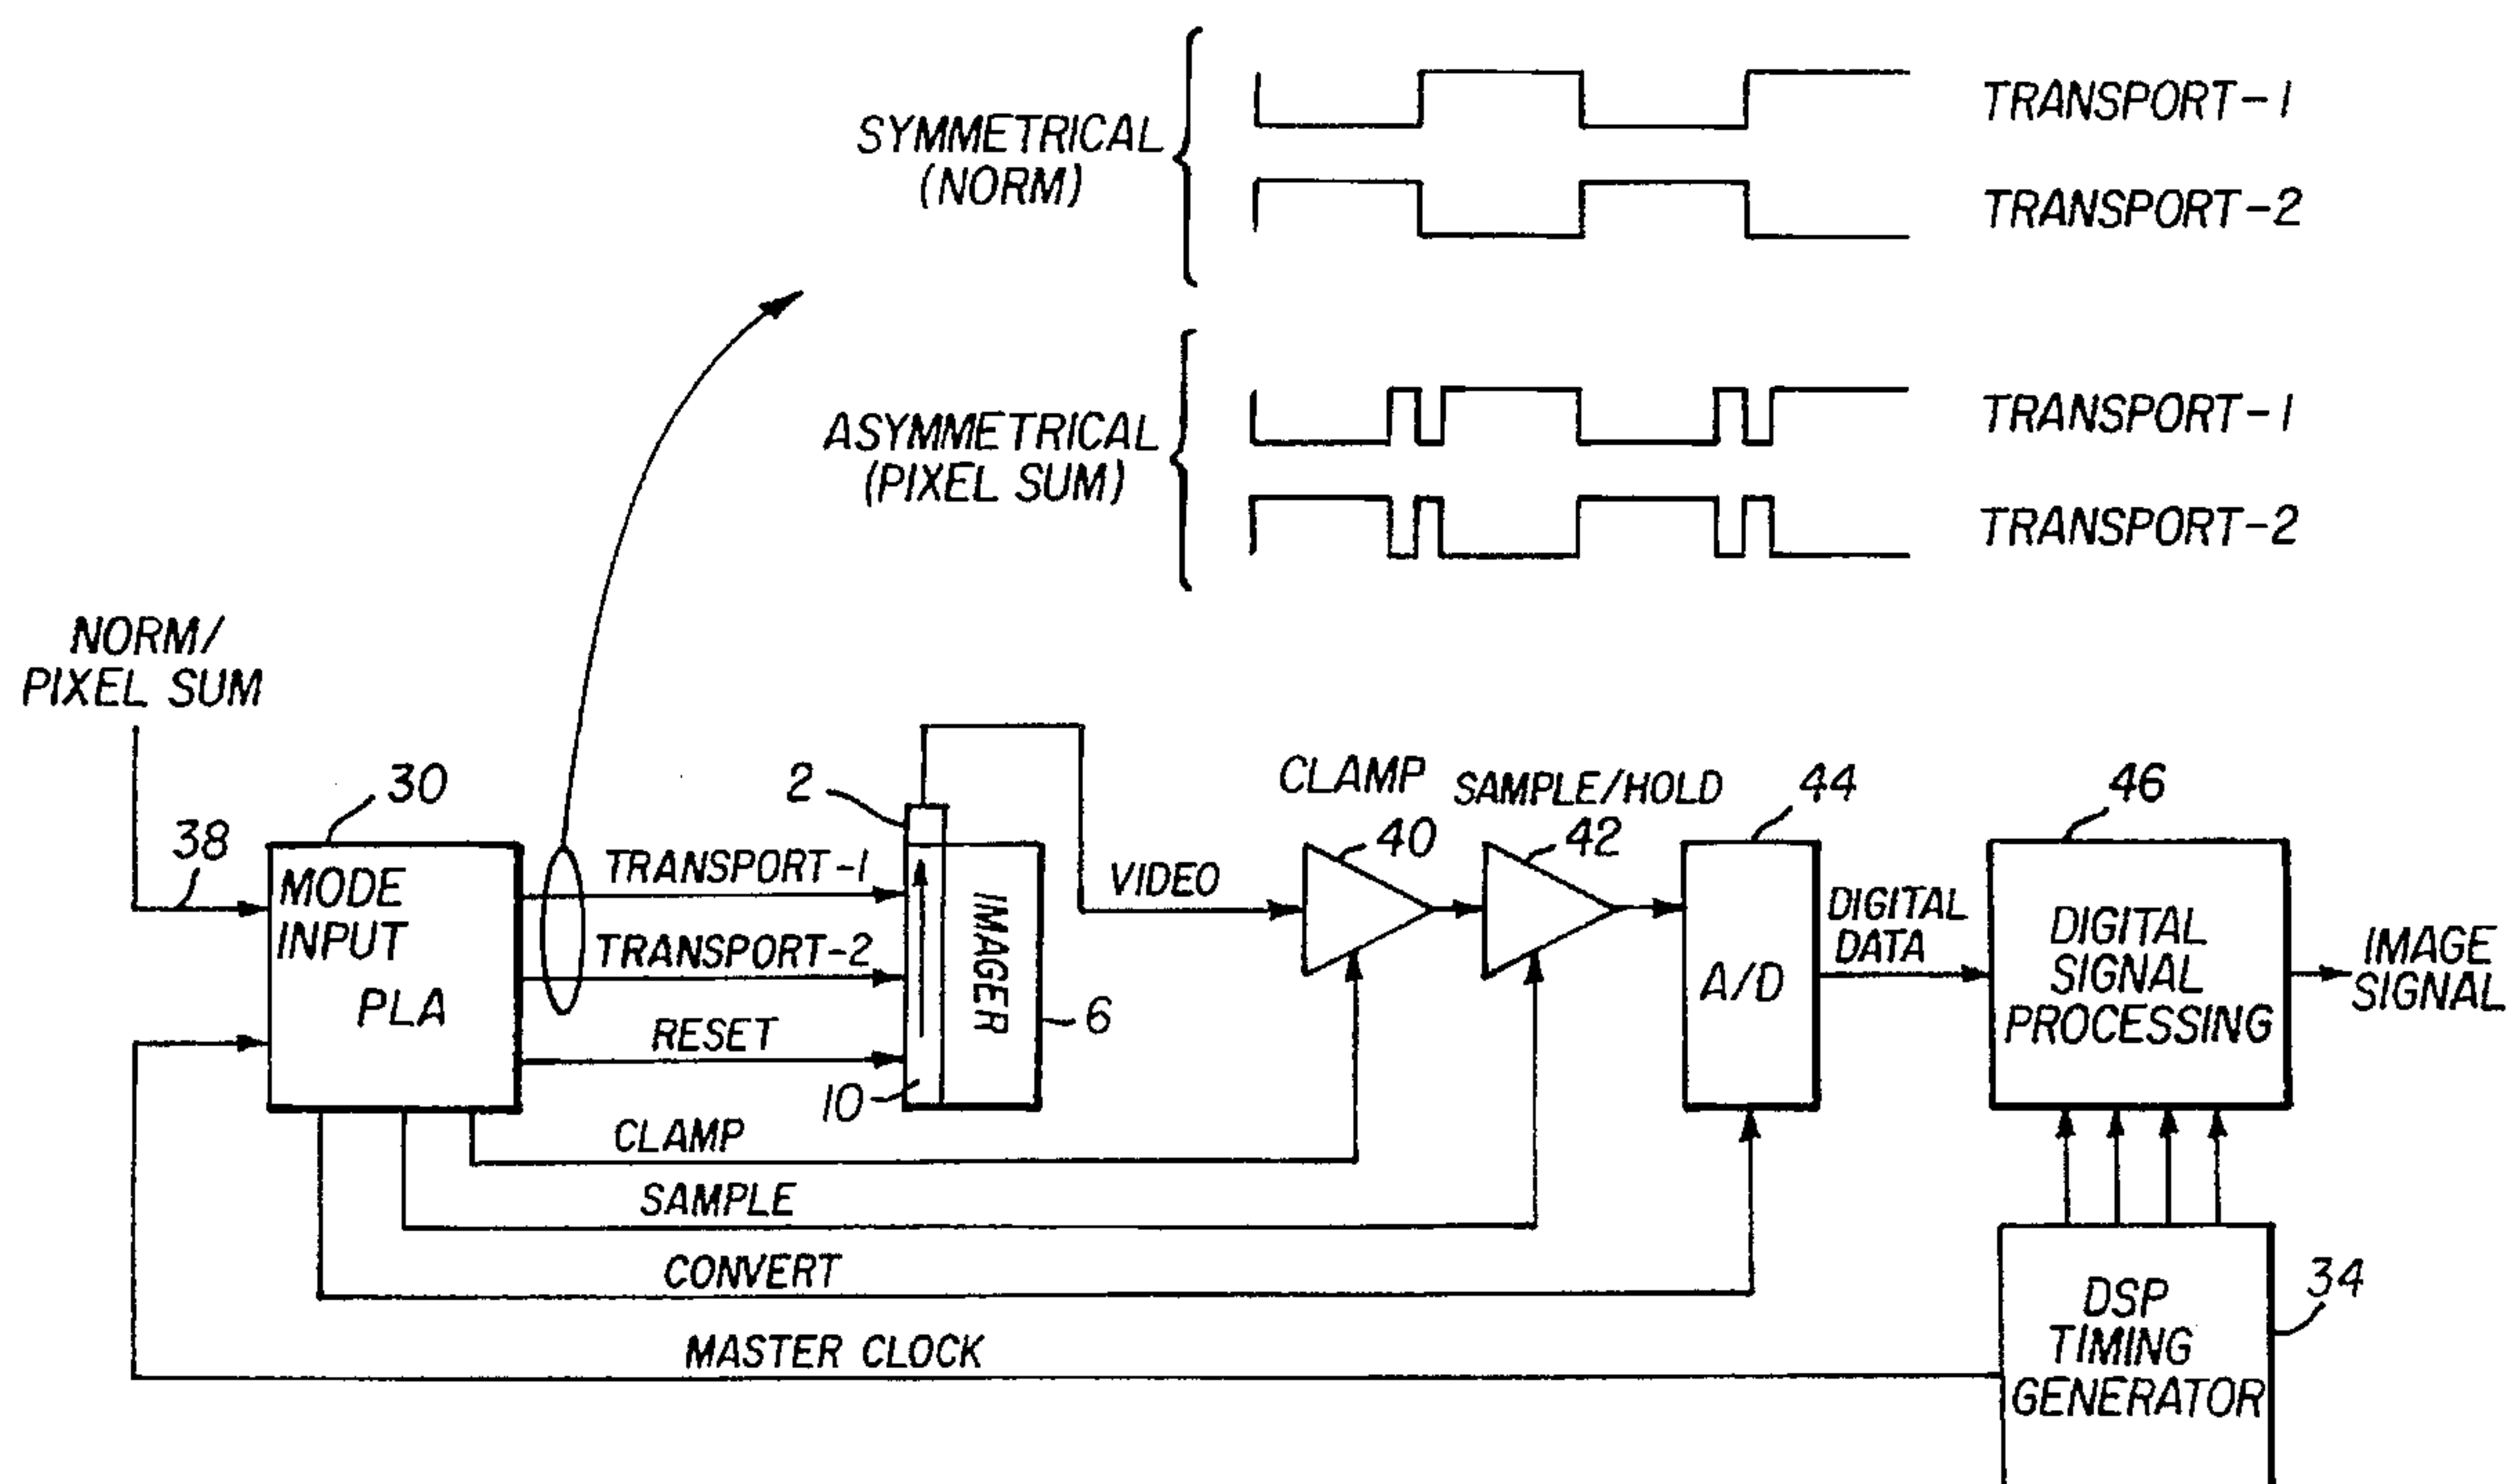 SYMMETRICAL
(NORM)
TRANSPORT-1
TRANSPORT-2
ASYMMETRICAL
(PIXEL SUM)
TRANSPORT-1
TRANSPORT-2
NORM/
PIXEL SUM
38
30
MODE
INPUT
PLA
TRANSPORT-1
TRANSPORT-2
RESET
2
IMAGER
6
10
VIDEO
CLAMP
40
SAMPLE/HOLD
42
44
A/D
DIGITAL
DATA
46
DIGITAL
SIGNAL
PROCESSING
IMAGE
SIGNAL
CLAMP
SAMPLE
CONVERT
MASTER CLOCK
DSP
TIMING
GENERATOR
34